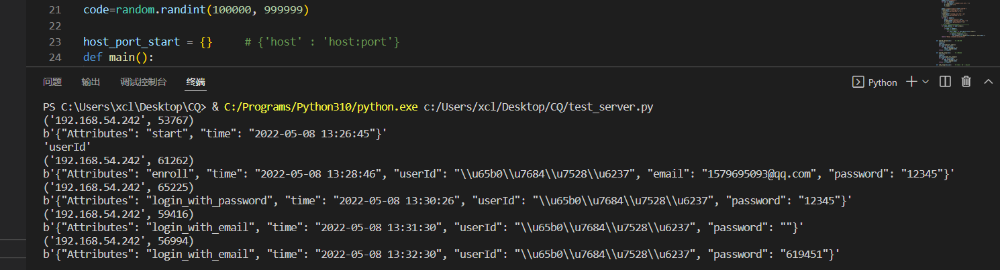 21 code=random.randint(100000, 999999)
22
23 host_port_start = {} # {'host' : 'host:port'}
24 def main():
问题 输出 调试控制台 终端 Python
PS C:\Users\xcl\Desktop\CQ> & C:/Programs/Python310/python.exe c:/Users/xcl/Desktop/CQ/test_server.py
('192.168.54.242', 53767)
b'{"Attributes": "start", "time": "2022-05-08 13:26:45"}'
'userId'
('192.168.54.242', 61262)
b'{"Attributes": "enroll", "time": "2022-05-08 13:28:46", "userId": "\\u65b0\\u7684\\u7528\\u6237", "email": "1579695093@qq.com", "password": "12345"}'
('192.168.54.242', 65225)
b'{"Attributes": "login_with_password", "time": "2022-05-08 13:30:26", "userId": "\\u65b0\\u7684\\u7528\\u6237", "password": "12345"}'
('192.168.54.242', 59416)
b'{"Attributes": "login_with_email", "time": "2022-05-08 13:31:30", "userId": "\\u65b0\\u7684\\u7528\\u6237", "password": ""}'
('192.168.54.242', 56994)
b'{"Attributes": "login_with_email", "time": "2022-05-08 13:32:30", "userId": "\\u65b0\\u7684\\u7528\\u6237", "password": "619451"}'